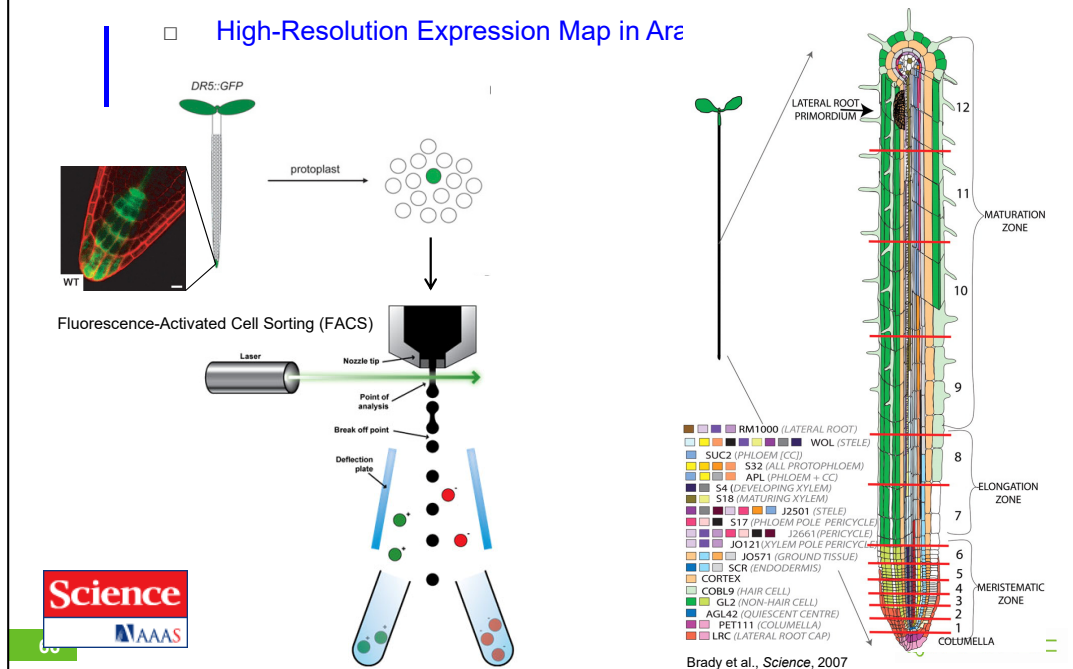 High-Resolution Expression Map in Ara
DR5::GFP
protoplast
WT
Fluorescence-Activated Cell Sorting (FACS)
Laser
Nozzle tip
Point of
analysis
Break off point
Deflection
plate
Science
AAAS
LATERAL ROOT
PRIMORDIUM
12
11
MATURATION
ZONE
10
9
8
ELONGATION
ZONE
7
6
5
4
3
2
1
MERISTEMATIC
ZONE
COLUMELLA
RM1000 (LATERAL ROOT)
WOL (STELE)
SUC2 (PHLOEM [CC])
S32 (ALL PROTOPHLOEM)
APL (PHLOEM + CC)
S4 (DEVELOPING XYLEM)
S18 (MATURING XYLEM)
J2501 (STELE)
S17 (PHLOEM POLE PERICYCLE)
J2661 (PERICYCLE)
JO121 (XYLEM POLE PERICYCLE)
JO571 (GROUND TISSUE)
SCR (ENDODERMIS)
CORTEX
COBL9 (HAIR CELL)
GL2 (NON-HAIR CELL)
AGL42 (QUIESCENT CENTRE)
PET111 (COLUMELLA)
LRC (LATERAL ROOT CAP)
Brady et al., Science, 2007